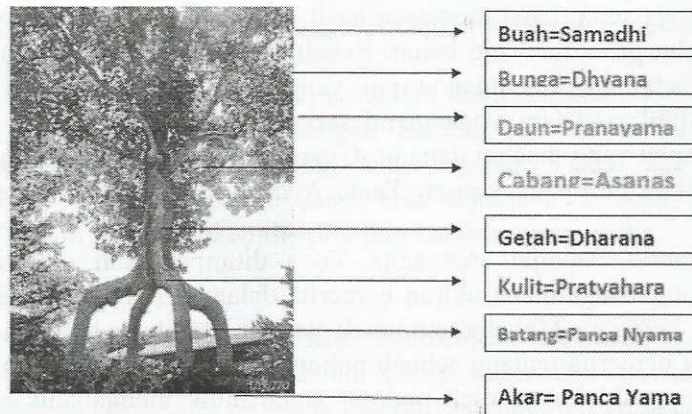 Buah=Samadhi
Bunga=Dhyana
Daun=Pranayama
Cabang=Asanas
Getah=Dharana
Kulit=Pratyahara
Batang=Panca Nyama
Akar= Panca Yama